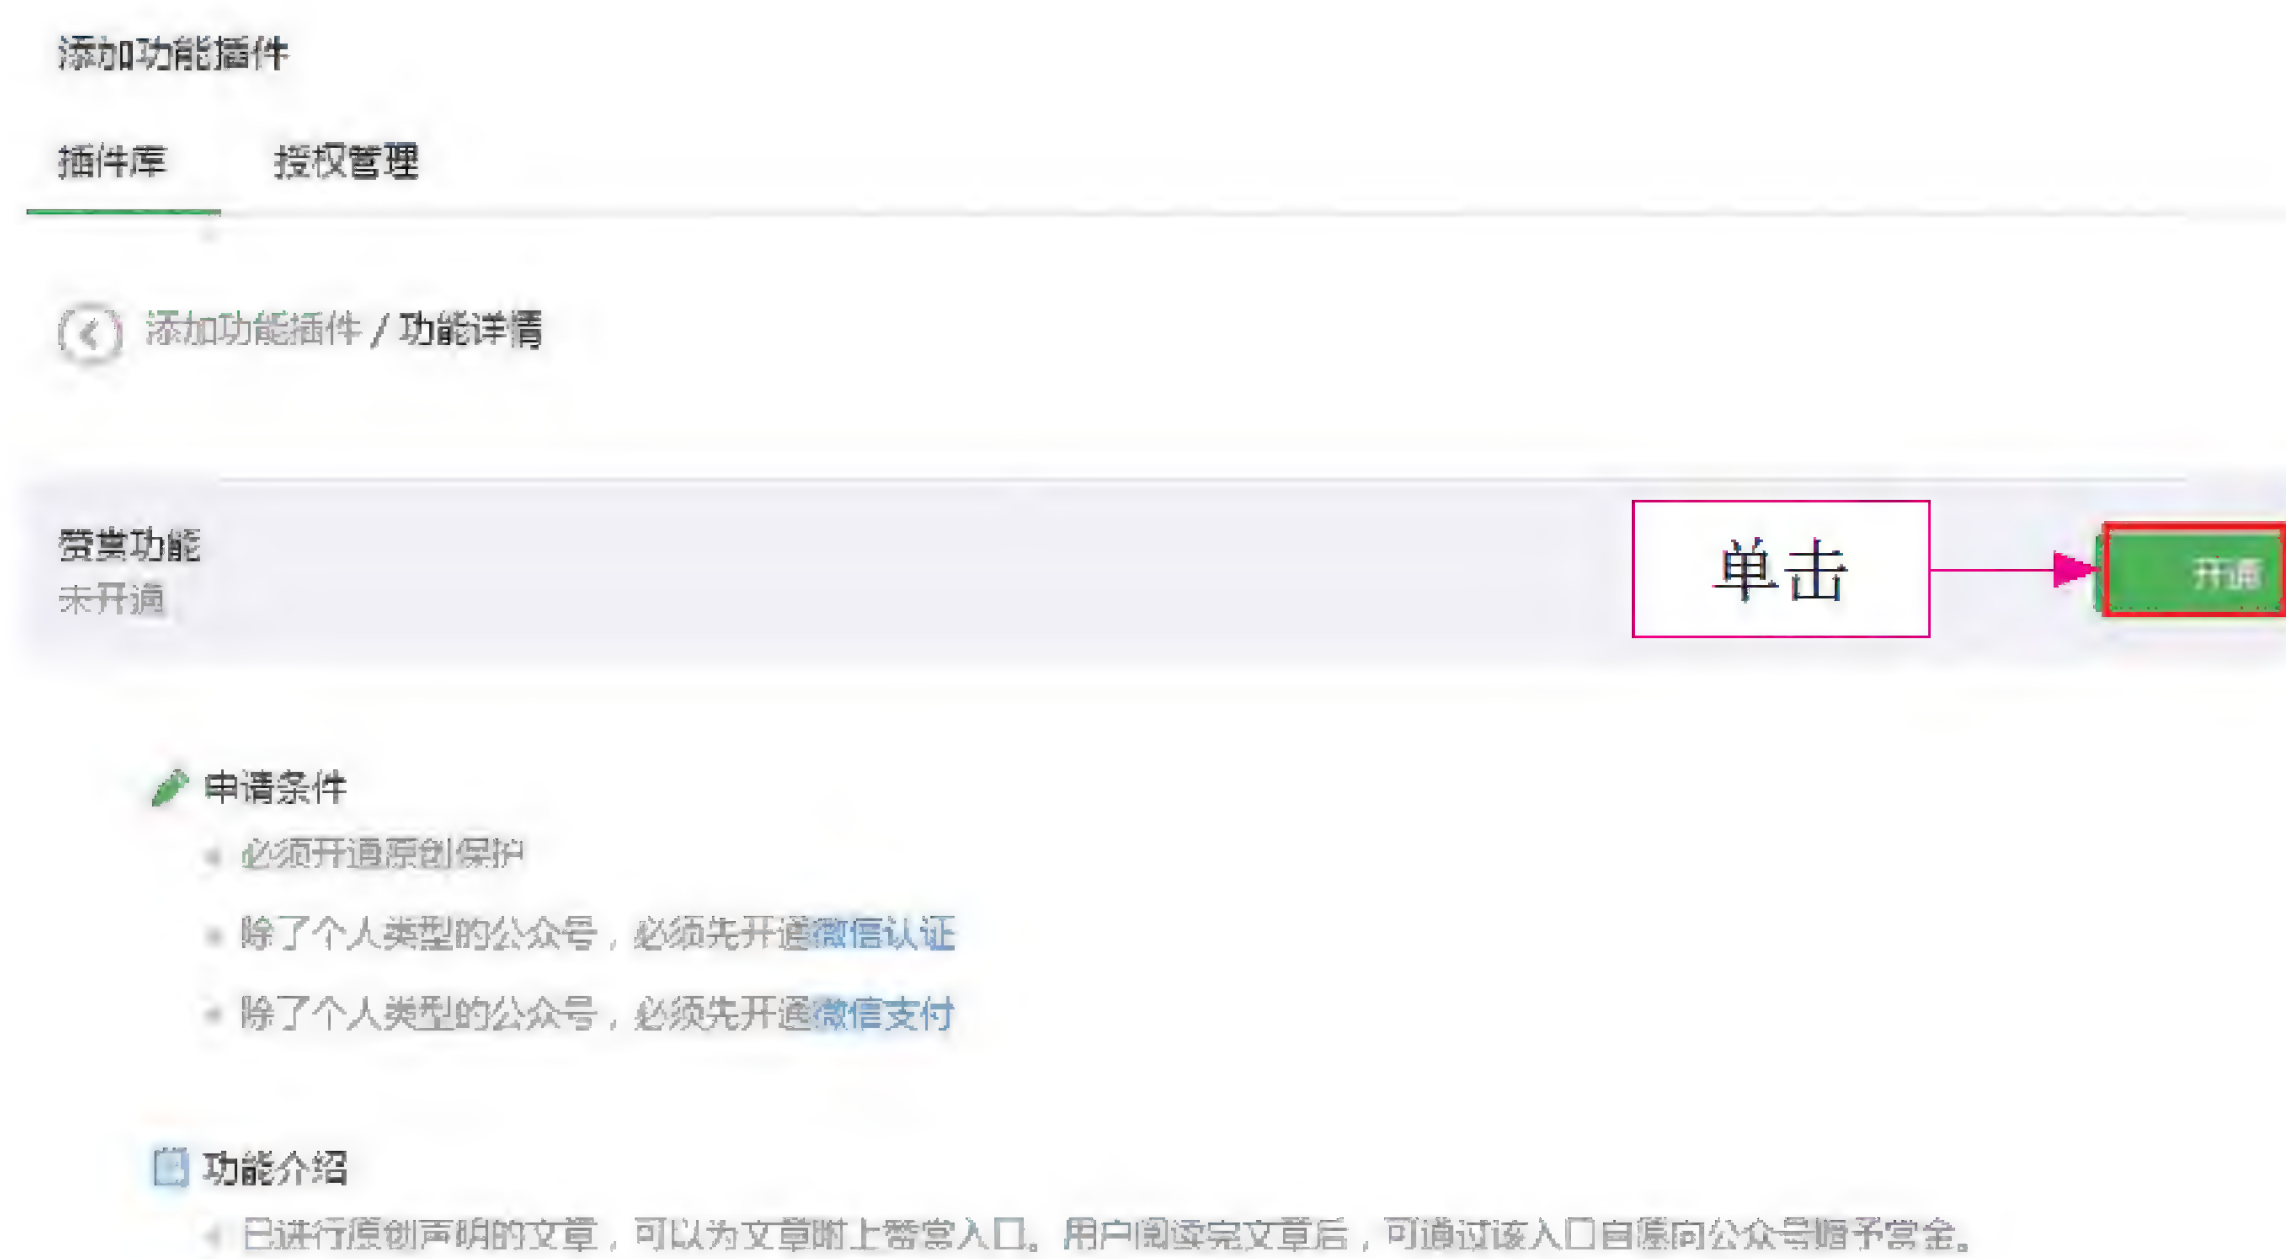 添加功能插件
插件库 授权管理
添加功能插件 / 功能详情
赞赏功能
未开通
单击
开通
申请条件
必须开通原创保护
除了个人类型的公众号，必须先开通微信认证
除了个人类型的公众号，必须先开通微信支付
功能介绍
已进行原创声明的文章，可以为文章附上赞赏入口。用户阅读完文章后，可通过该入口自愿向公众号赠予赏金。